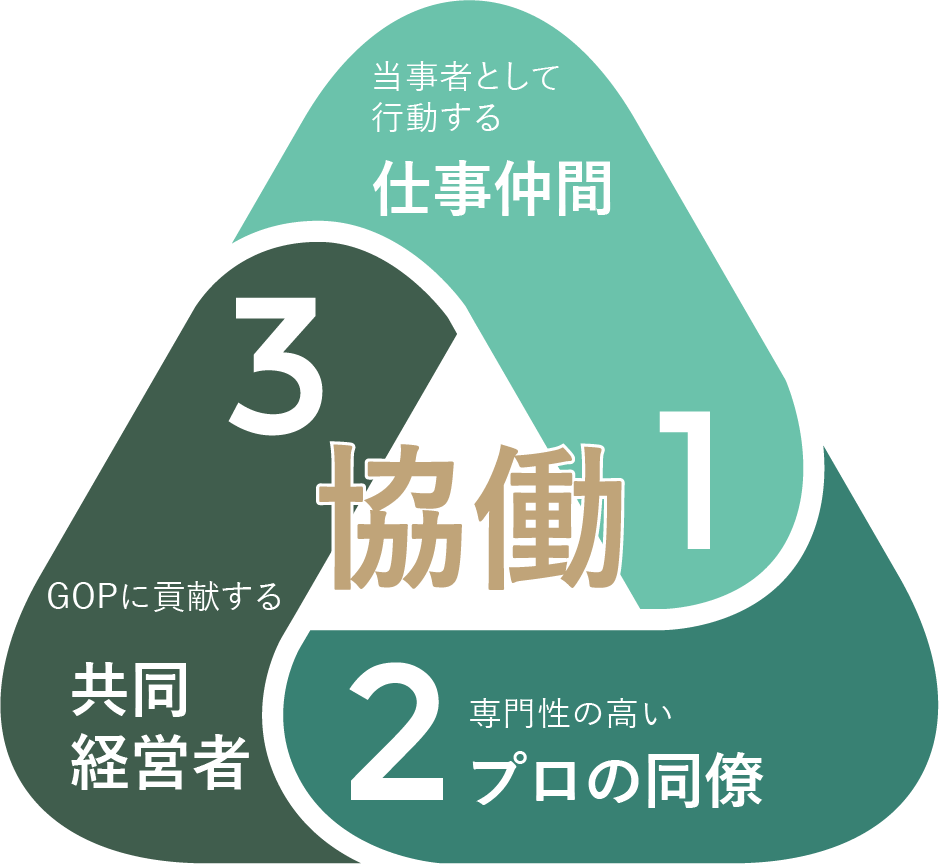 当事者として
行動する
仕事仲間
1
協働
2
専門性の高い
プロの同僚
3
GOPに貢献する
共同
経営者